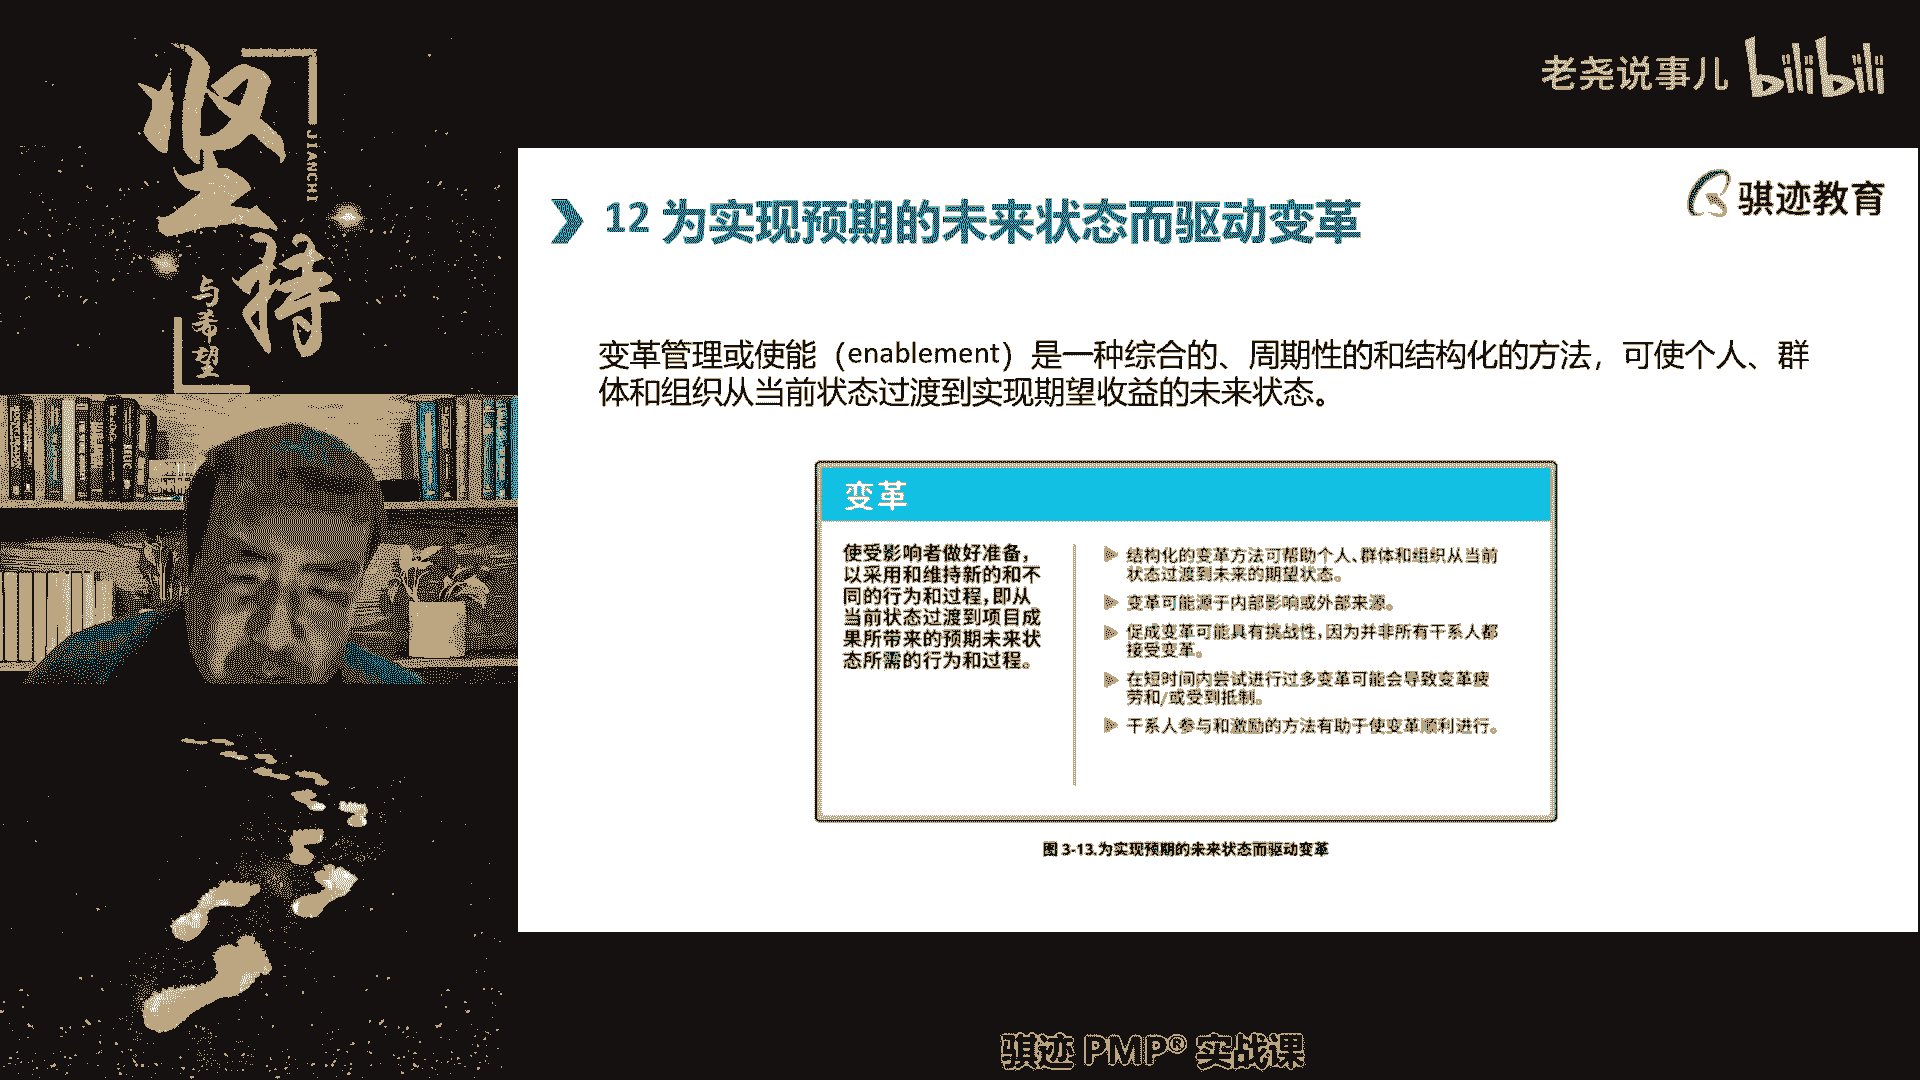 坚持
JIANCHI
与希望
老尧说事儿 bilibili
骐迹教育
12 为实现预期的未来状态而驱动变革
变革管理或使能（enablement）是一种综合的、周期性的和结构化的方法，可使个人、群
体和组织从当前状态过渡到实现期望收益的未来状态。
变革
使受影响者做好准备，
以采用和维持新的和不
同的行为和过程，即从
当前状态过渡到项目成
果所带来的预期未来状
态所需的行为和过程。
结构化的变革方法可帮助个人、群体和组织从当前
状态过渡到未来的期望状态。
变革可能源于内部影响或外部来源。
促成变革可能具有挑战性，因为并非所有干系人都
接受变革。
在短时间内尝试进行过多变革可能会导致变革疲
劳和/或受到抵制。
干系人参与和激励的方法有助于使变革顺利进行。
图 3-13.为实现预期的未来状态而驱动变革
骐迹 PMP® 实战课